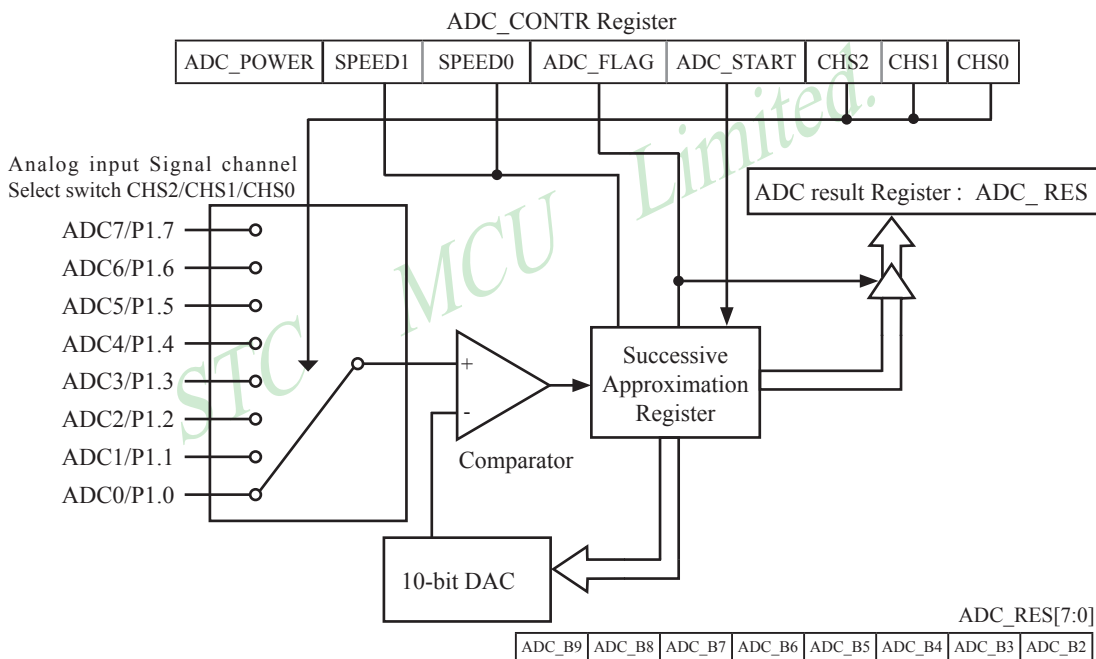 ADC_CONTR Register
ADC_POWER SPEED1 SPEED0 ADC_FLAG ADC_START CHS2 CHS1 CHS0
Analog input Signal channel
Select switch CHS2/CHS1/CHS0
ADC result Register : ADC_ RES
ADC7/P1.7
ADC6/P1.6
ADC5/P1.5
ADC4/P1.4
ADC3/P1.3
ADC2/P1.2
ADC1/P1.1
ADC0/P1.0
+
-
Comparator
Successive
Approximation
Register
10-bit DAC
STC MCU Limited.
ADC_RES[7:0]
ADC_B9 ADC_B8 ADC_B7 ADC_B6 ADC_B5 ADC_B4 ADC_B3 ADC_B2